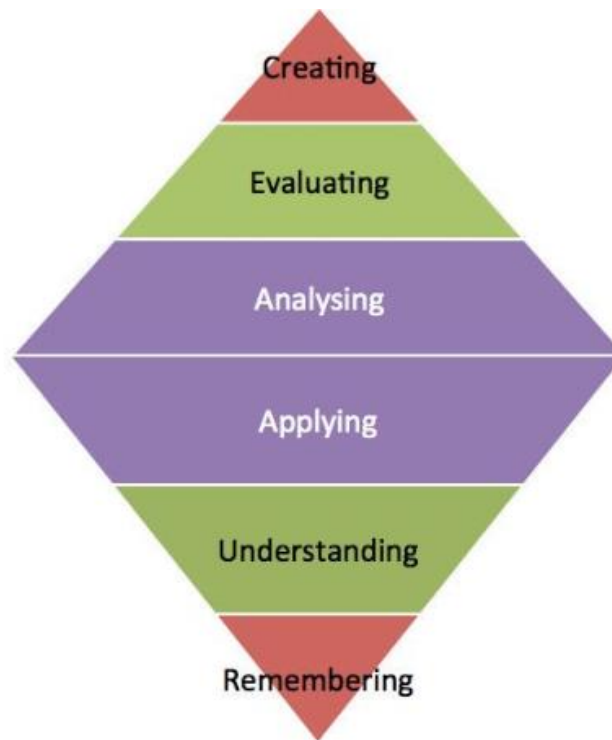 Creating
Evaluating
Analysing
Applying
Understanding
Remembering